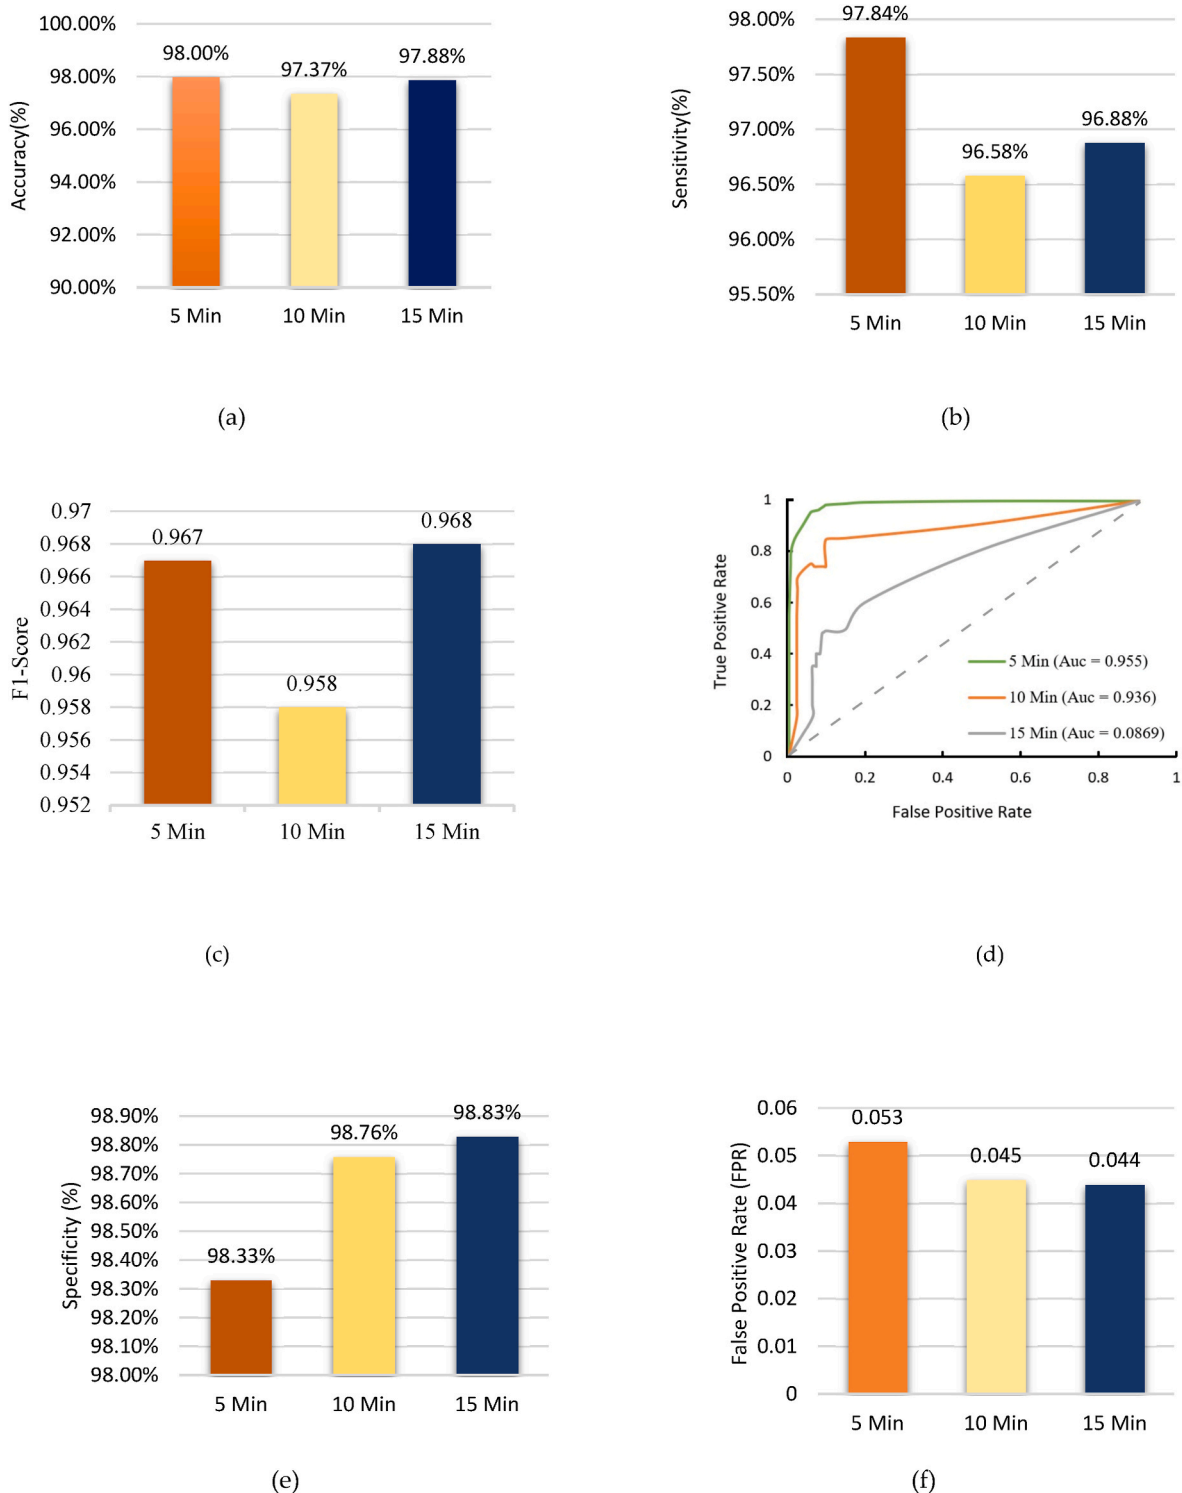 100.00%
98.00%
96.00%
94.00%
92.00%
90.00%
Accuracy(%)
98.00%
97.37%
97.88%
5 Min
10 Min
15 Min
(a)
98.00%
97.50%
97.00%
96.50%
96.00%
95.50%
Sensitivity(%)
97.84%
96.58%
96.88%
5 Min
10 Min
15 Min
(b)
0.97
0.968
0.966
0.964
0.962
0.96
0.958
0.956
0.954
0.952
F1-Score
0.967
0.958
0.968
5 Min
10 Min
15 Min
(c)
1
0.8
0.6
0.4
0.2
0
True Positive Rate
5 Min (Auc = 0.955)
10 Min (Auc = 0.936)
15 Min (Auc = 0.0869)
0
0.2
0.4
0.6
0.8
1
False Positive Rate
(d)
98.90%
98.80%
98.70%
98.60%
98.50%
98.40%
98.30%
98.20%
98.10%
98.00%
Specificity (%)
98.33%
98.76%
98.83%
5 Min
10 Min
15 Min
(e)
0.06
0.05
0.04
0.03
0.02
0.01
0
False Positive Rate (FPR)
0.053
0.045
0.044
5 Min
10 Min
15 Min
(f)